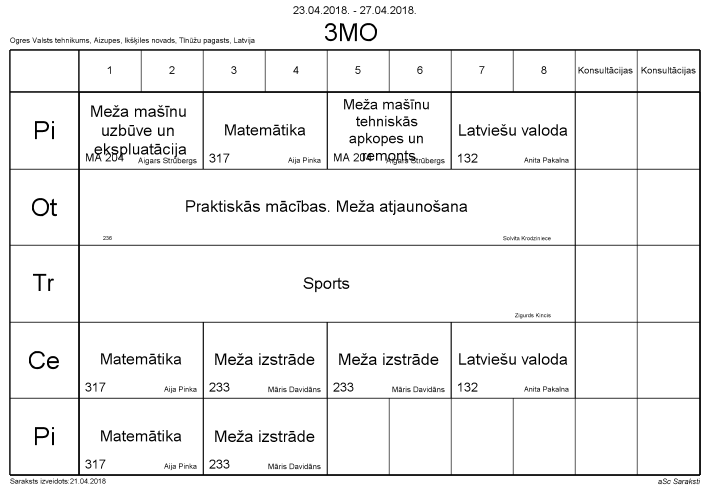 23.04.2018. - 27.04.2018.
3MO
Ogres Valsts tehnikums, Aizupes, Ikšķiles novads, Tīnūžu pagasts, Latvija
1 2 3 4 5 6 7 8 Konsultācijas Konsultācijas
Pi
Meža mašīnu
uzbūve un
ekspluatācija
MA 204 Aigars Strūbergs
Matemātika
317 Aija Pinka
Meža mašīnu
tehniskās
apkopes un
remonts
MA 204 Aigars Strūbergs
Latviešu valoda
132 Anita Pakalna
Ot
Praktiskās mācības. Meža atjaunošana
236 Solvita Krodziniece
Tr
Sports
Zigurds Kincis
Ce
Matemātika
317 Aija Pinka
Meža izstrāde
233 Māris Davidāns
Meža izstrāde
233 Māris Davidāns
Latviešu valoda
132 Anita Pakalna
Pi
Matemātika
317 Aija Pinka
Meža izstrāde
233 Māris Davidāns
Saraksts izveidots:21.04.2018 aSc Saraksti